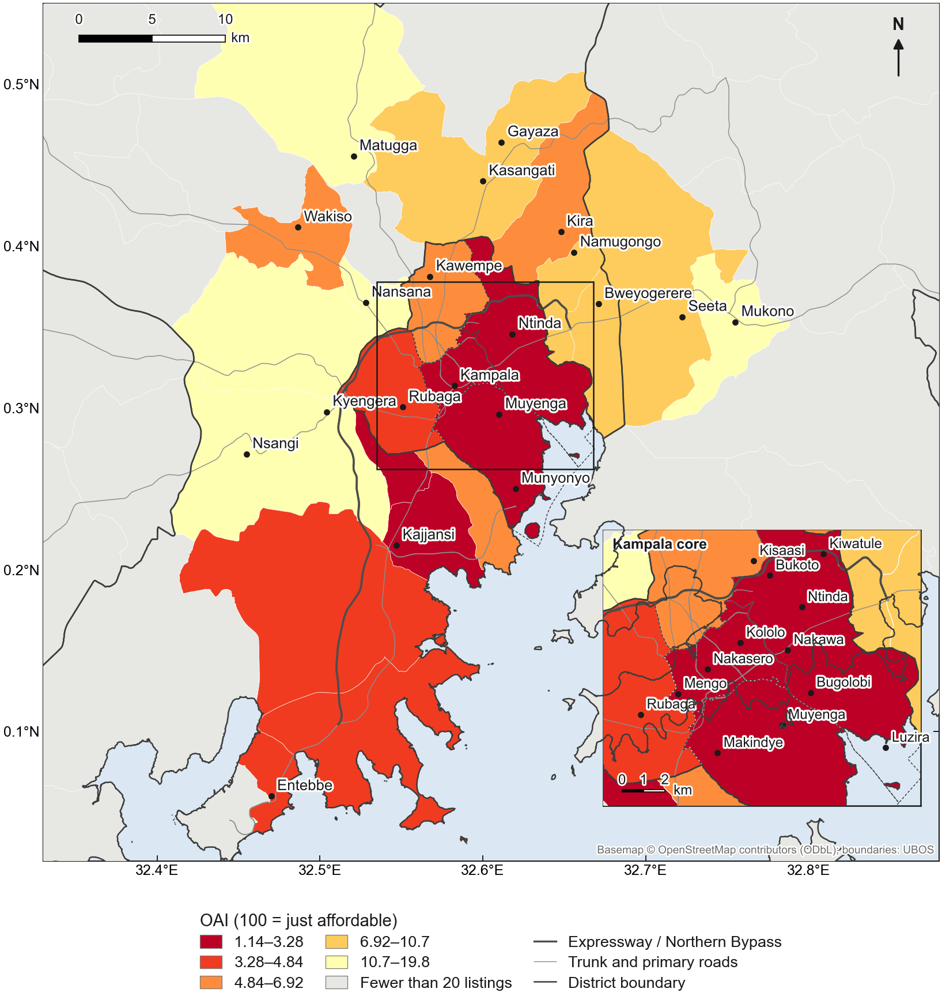 0 5 10
km
N
0.5°N
Gayaza
Matugga
Kasangati
Wakiso
Kira
0.4°N
Namugongo
Kawempe
Nansana
Bweyogerere
Seeta
Mukono
Ntinda
Kampala
Kyengera
Rubaga
Muyenga
0.3°N
Nsangi
Munyonyo
Kajjansi
0.2°N
Kampala core
Kisaasi
Kiwatule
Bukoto
Ntinda
Kololo
Nakawa
Nakasero
Mengo
Bugolobi
Rubaga
Muyenga
0.1°N
Luzira
Makindye
0 1 2
km
Entebbe
Basemap © OpenStreetMap contributors (ODbL); boundaries: UBOS
32.4°E 32.5°E 32.6°E 32.7°E 32.8°E
OAI (100 = just affordable)
1.14–3.28
3.28–4.84
4.84–6.92
6.92–10.7
10.7–19.8
Fewer than 20 listings
Expressway / Northern Bypass
Trunk and primary roads
District boundary